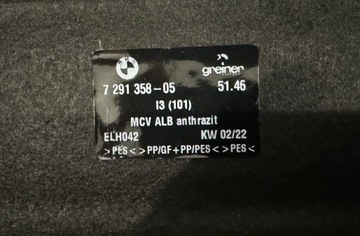 BMW
greiner
7 291 358-05 51.46
I3 (101)
MCV ALB anthrazit
ELH042 KW 02/22
>PES< >PP/GF+PP/PES< >PES<